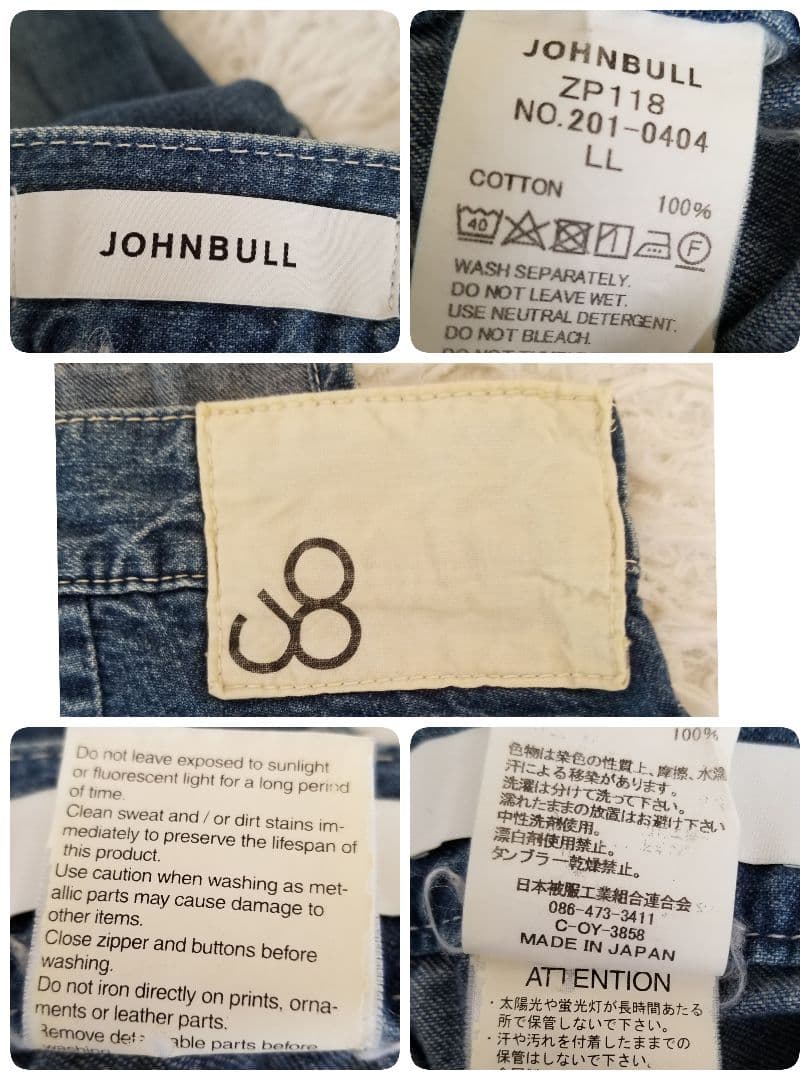 JOHNBULL
JOHNBULL
ZP118
NO.201-0404
LL
COTTON 100%
40
F
WASH SEPARATELY.
DO NOT LEAVE WET.
USE NEUTRAL DETERGENT.
DO NOT BLEACH.
Do not leave exposed to sunlight
or fluorescent light for a long period
of time.
Clean sweat and / or dirt stains im-
mediately to preserve the lifespan of
this product.
Use caution when washing as met-
allic parts may cause damage to
other items.
Close zipper and buttons before
washing.
Do not iron directly on prints, orna-
ments or leather parts.
Remove parts before
washing
100%
色物は染色の性質上、摩擦、水濡
汗による移染があります。
洗濯は分けて洗って下さい。
濡れたままの放置はお避け下さい
中性洗剤使用。
漂白剤使用禁止。
タンブラー乾燥禁止。
日本被服工業組合連合会
086-473-3411
C-OY-3858
MADE IN JAPAN
ATTENTION
・太陽光や蛍光灯が長時間あたる
所で保管しないで下さい。
・汗や汚れを付着したままでの
保管はしないで下さい。